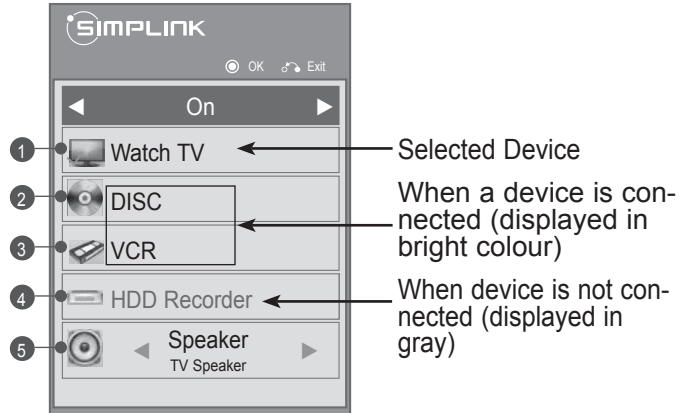 SIMPLINK
OK Exit
On
1 Watch TV
Selected Device
2 DISC
3 VCR
When a device is con-
nected (displayed in
bright colour)
4 HDD Recorder
When device is not con-
nected (displayed in
gray)
5 Speaker
TV Speaker